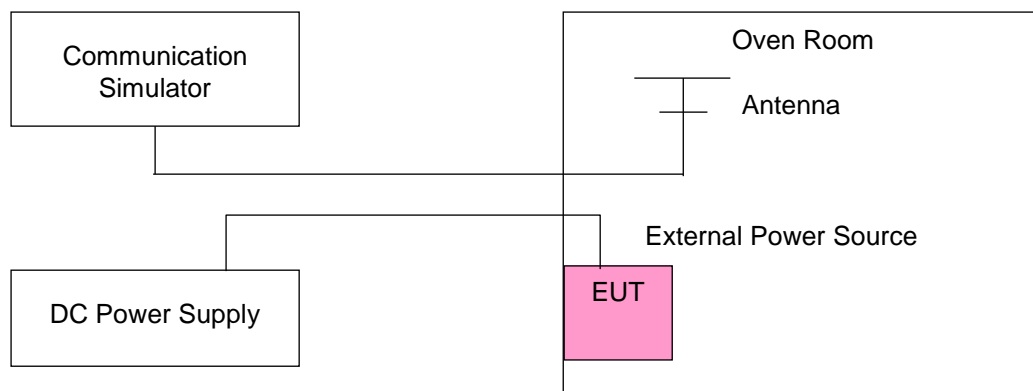 Communication
Simulator
Oven Room
Antenna
External Power Source
EUT
DC Power Supply